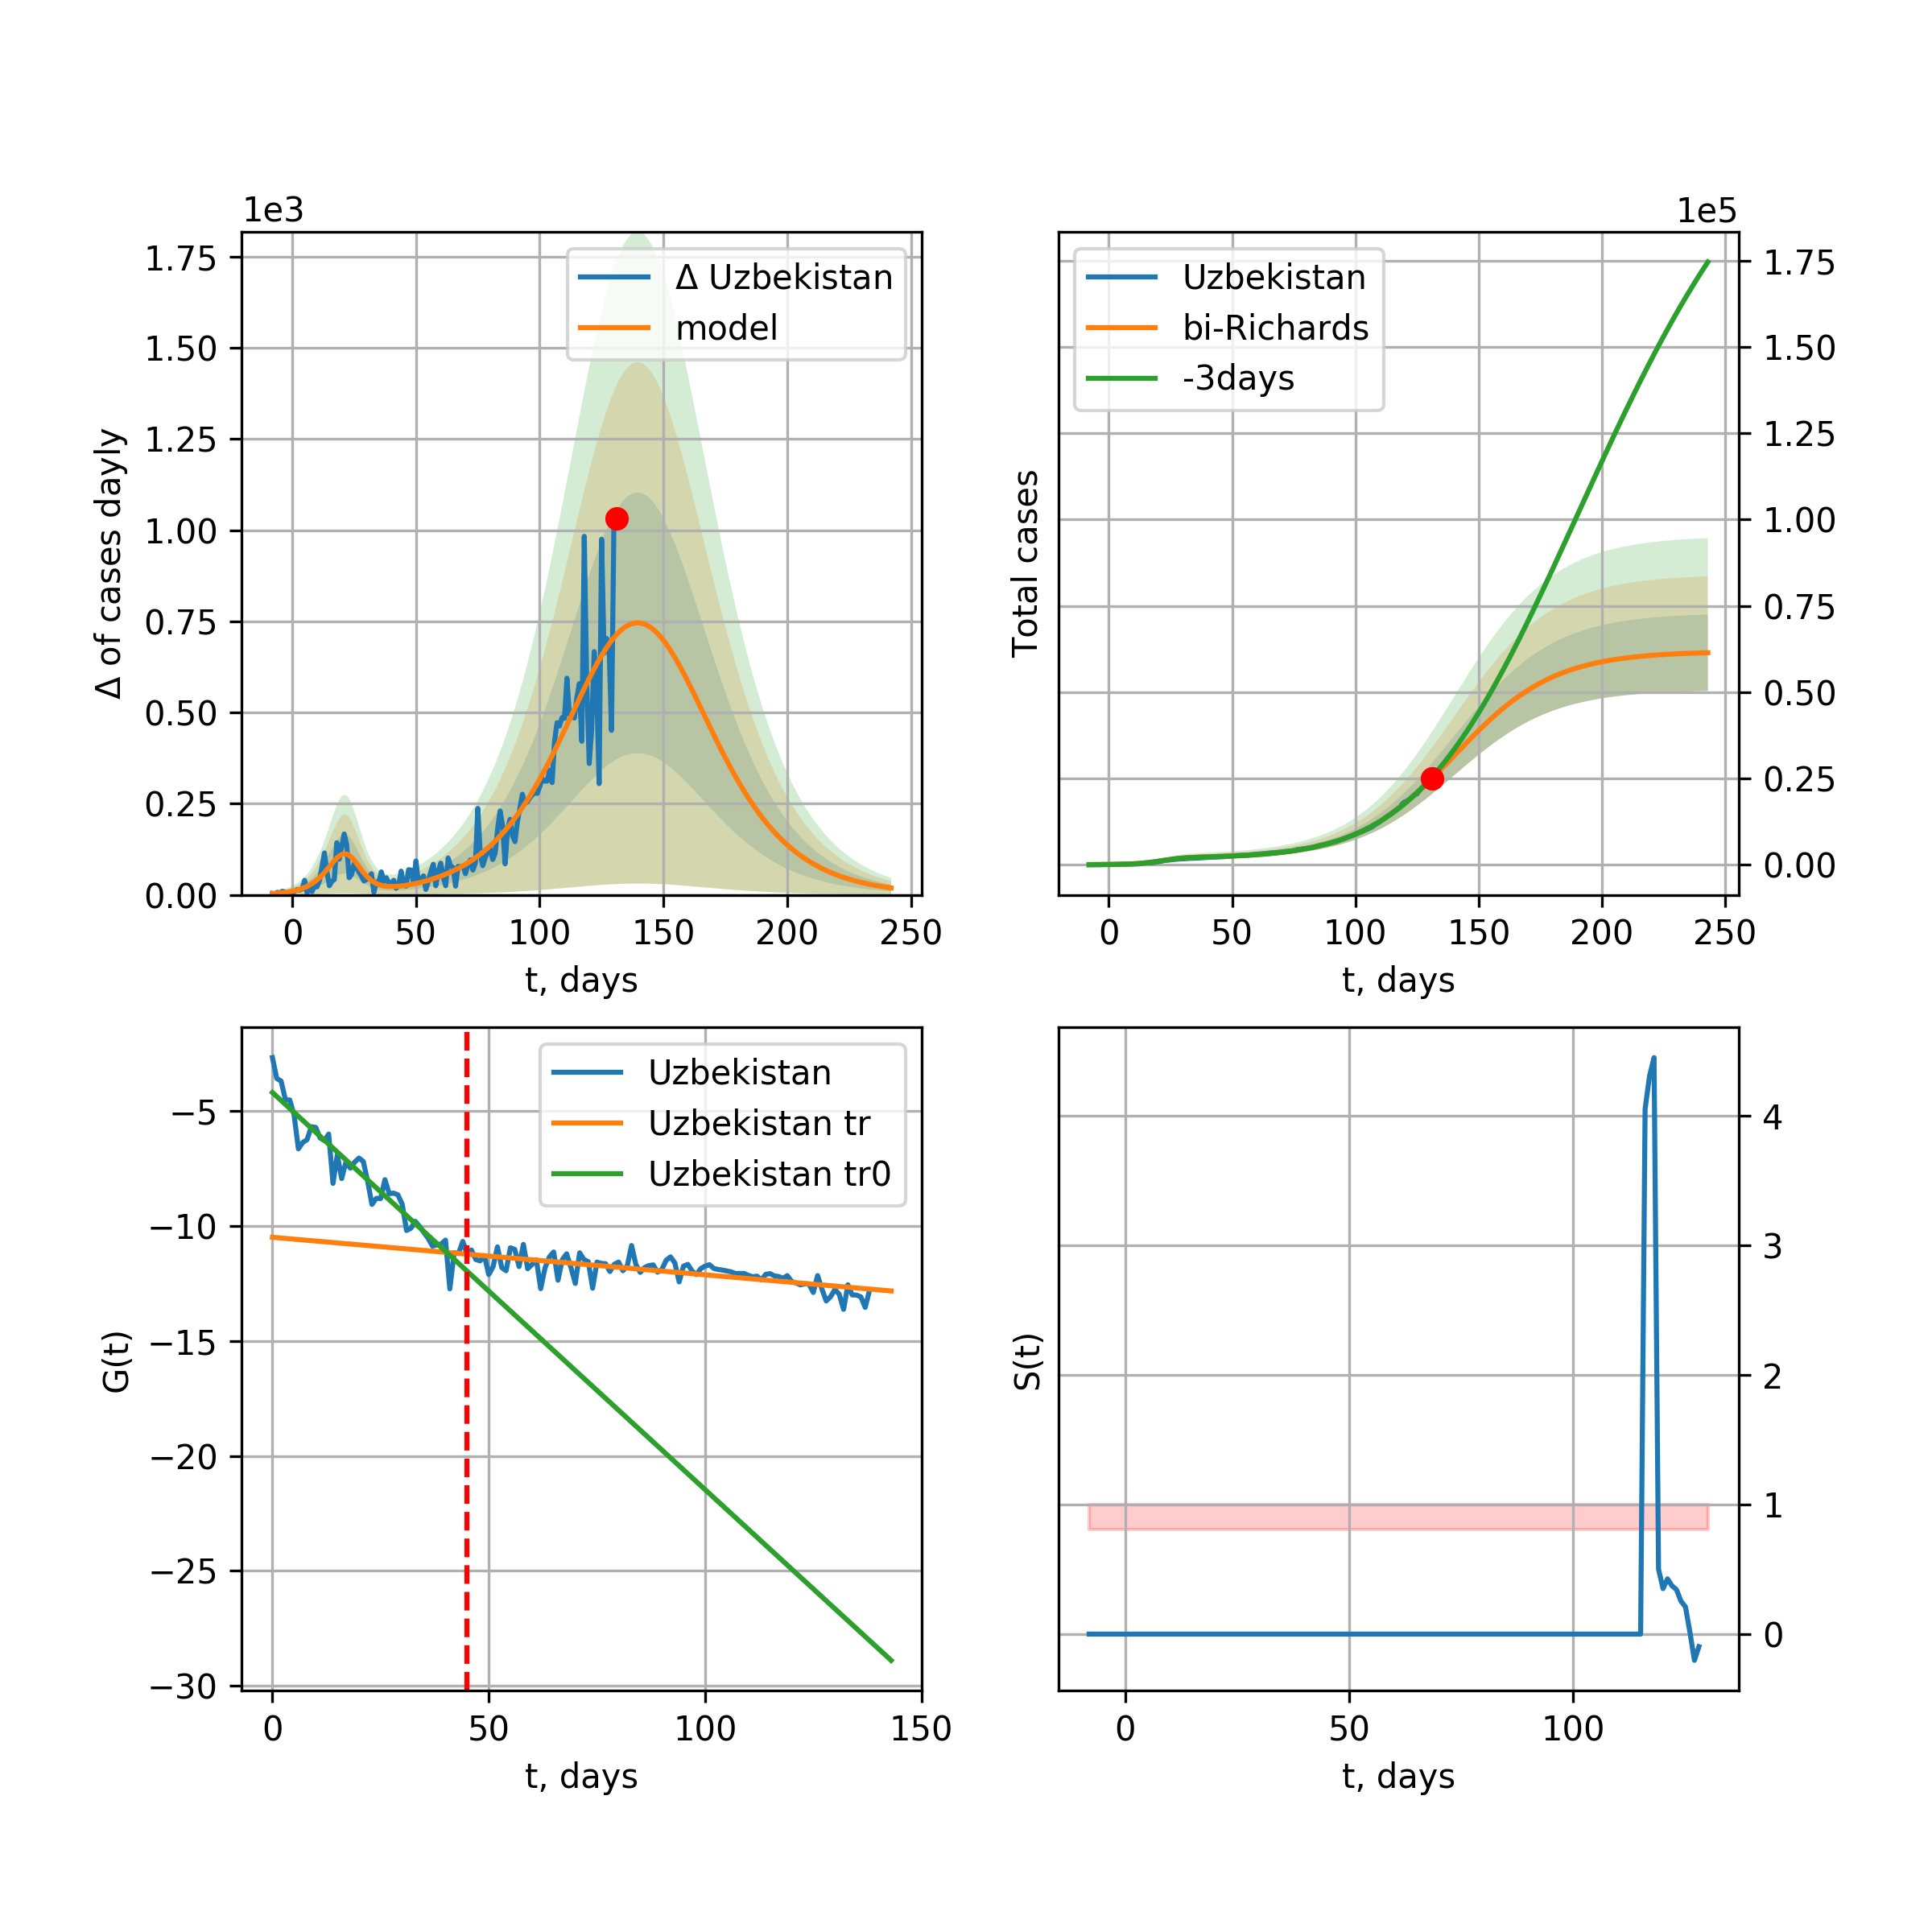 1e3
Δ of cases dayly
1.75
1.50
1.25
1.00
0.75
0.50
0.25
0.00
Δ Uzbekistan
model
0 50 100 150 200 250
t, days
1e5
Total cases
Uzbekistan
bi-Richards
-3days
1.75
1.50
1.25
1.00
0.75
0.50
0.25
0.00
0 50 100 150 200 250
t, days
G(t)
−5
−10
−15
−20
−25
−30
Uzbekistan
Uzbekistan tr
Uzbekistan tr0
0 50 100 150
t, days
S(t)
4
3
2
1
0
0 50 100
t, days